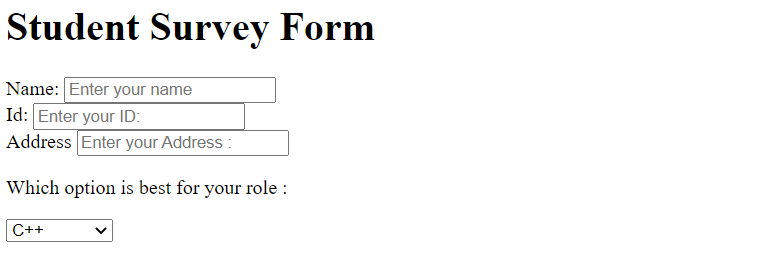 Student Survey Form
Name: Enter your name
Id: Enter your ID:
Address Enter your Address :
Which option is best for your role :
C++